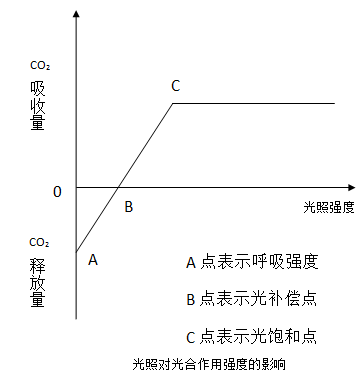 CO₂
吸收量
C
0
B
光照强度
CO₂
释放量
A
A 点表示呼吸强度
B 点表示光补偿点
C 点表示光饱和点
光照对光合作用强度的影响